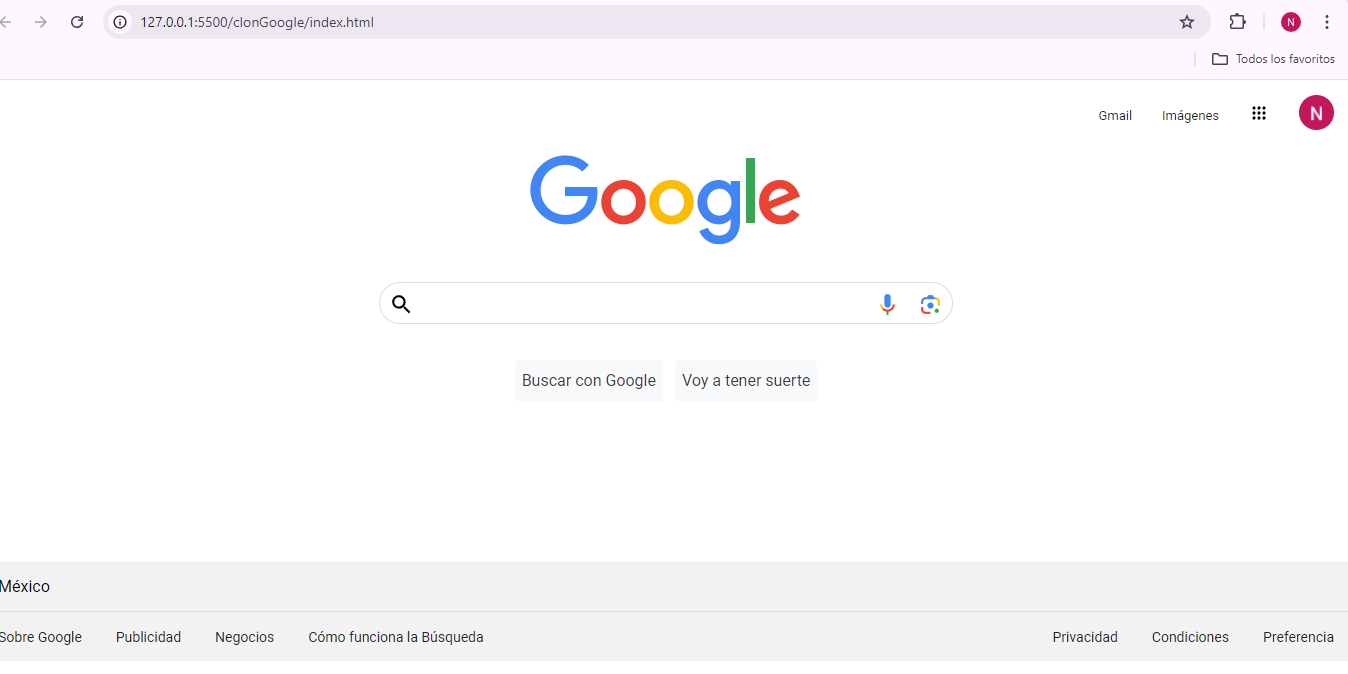 127.0.0.1:5500/clonGoogle/index.html
N
Todos los favoritos
Gmail Imágenes N
Google
Buscar con Google Voy a tener suerte
México
Sobre Google Publicidad Negocios Cómo funciona la Búsqueda Privacidad Condiciones Preferencia